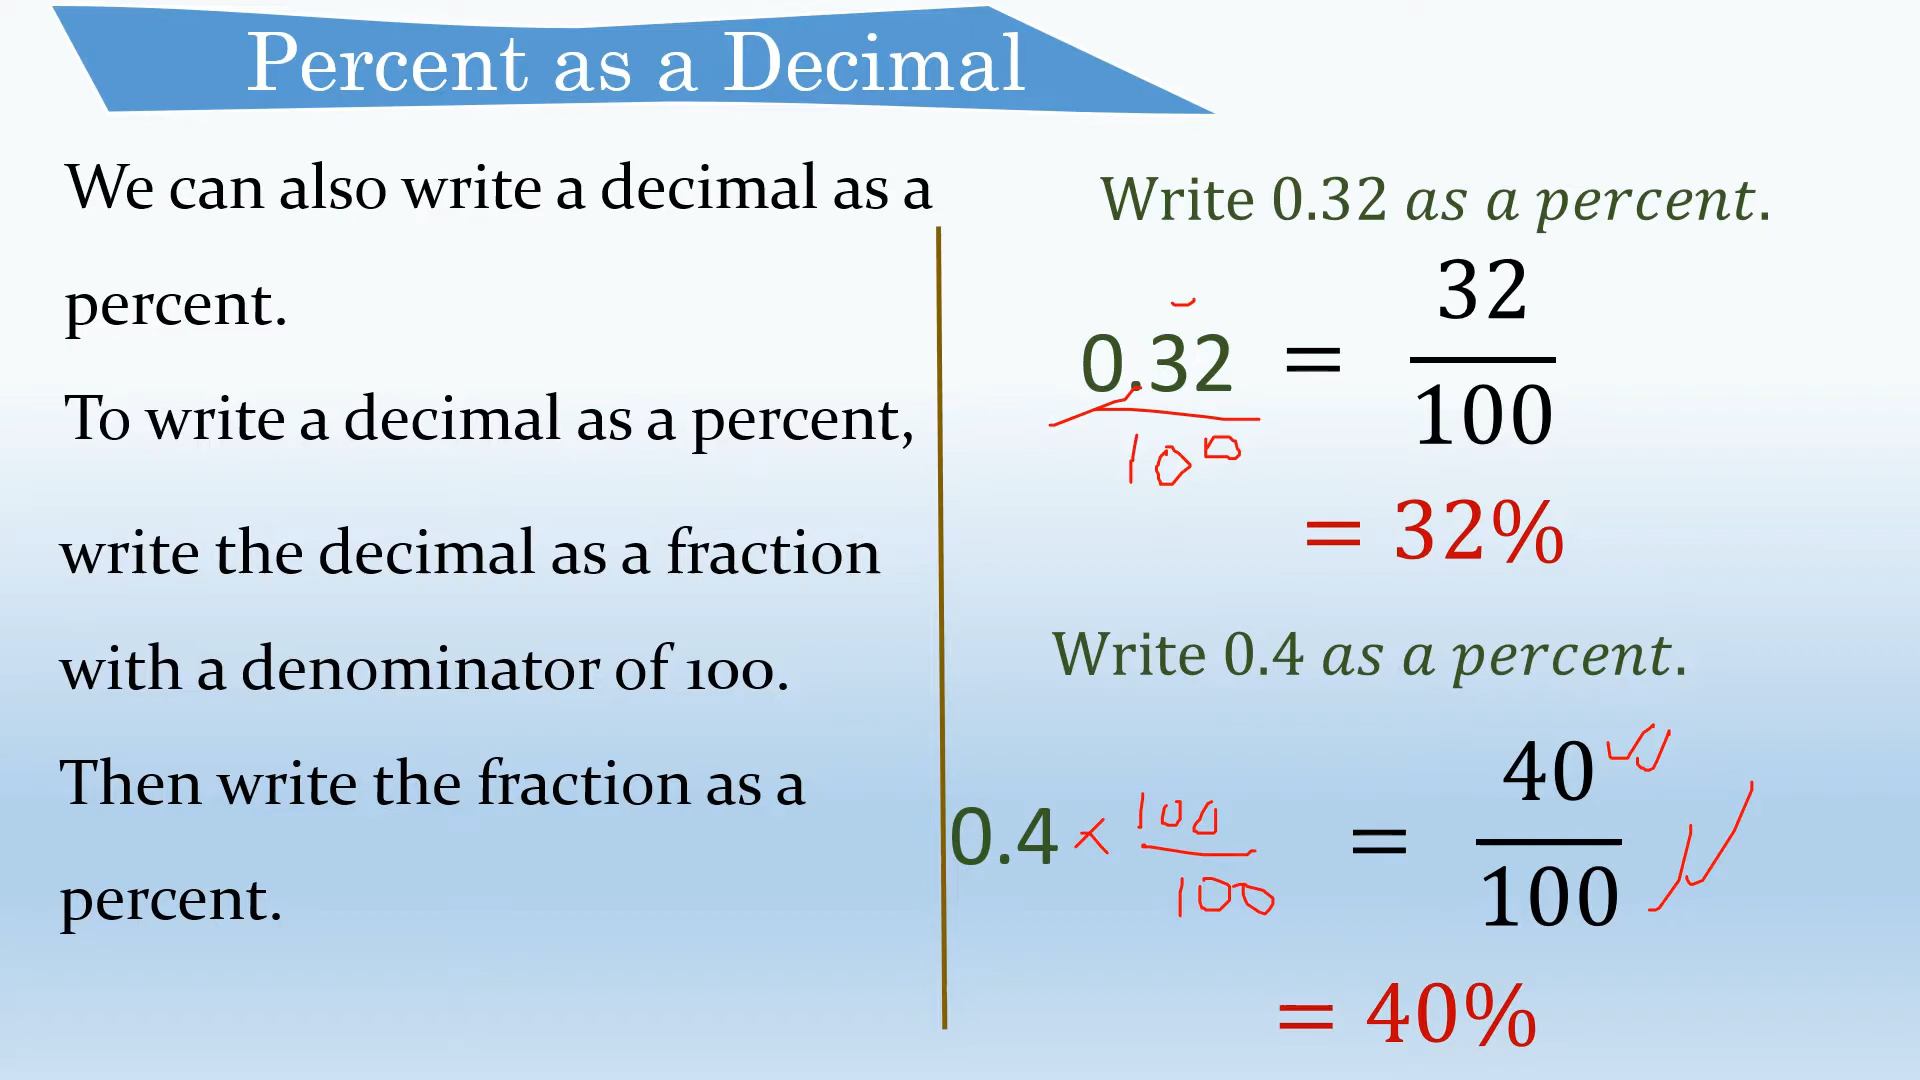 Percent as a Decimal
We can also write a decimal as a
percent.
To write a decimal as a percent,
write the decimal as a fraction
with a denominator of 100.
Then write the fraction as a
percent.
Write 0.32 as a percent.
0.32 = 32/100
100
= 32%
Write 0.4 as a percent.
0.4 × 100/100 = 40/100
= 40%